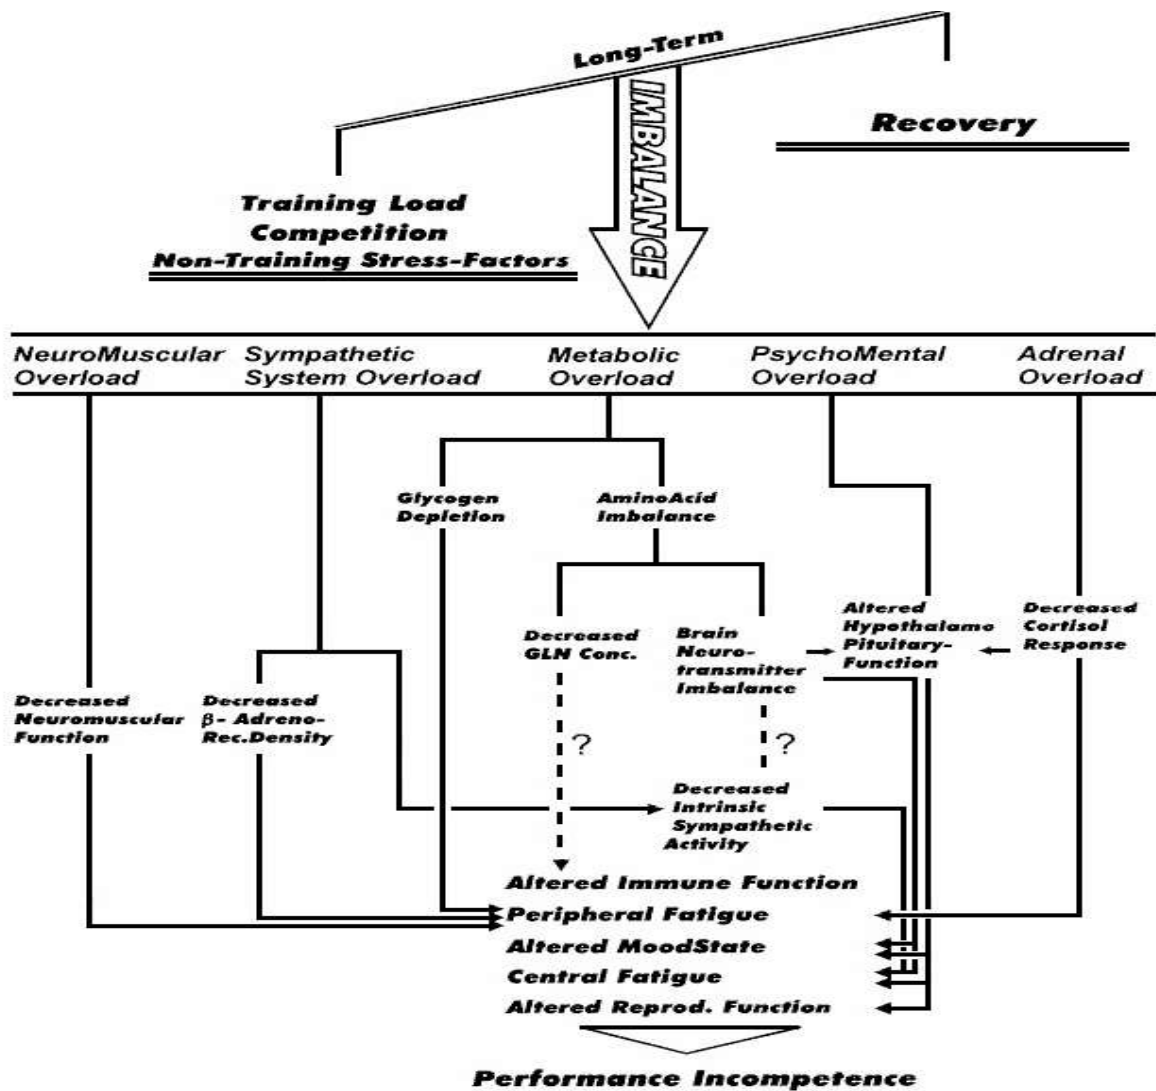 Long-Term
IMBALANCE
Recovery
Training Load
Competition
Non-Training Stress-Factors
NeuroMuscular
Overload
Sympathetic
System Overload
Metabolic
Overload
PsychoMental
Overload
Adrenal
Overload
Glycogen
Depletion
AminoAcid
Imbalance
Decreased
GLN Conc.
Brain
Neuro-
transmitter
Imbalance
Altered
Hypothalamo
Pituitary-
Function
Decreased
Cortisol
Response
Decreased
Neuromuscular
Function
Decreased
β- Adreno-
Rec.Density
?
?
Decreased
Intrinsic
Sympathetic
Activity
Altered Immune Function
Peripheral Fatigue
Altered MoodState
Central Fatigue
Altered Reprod. Function
Performance Incompetence